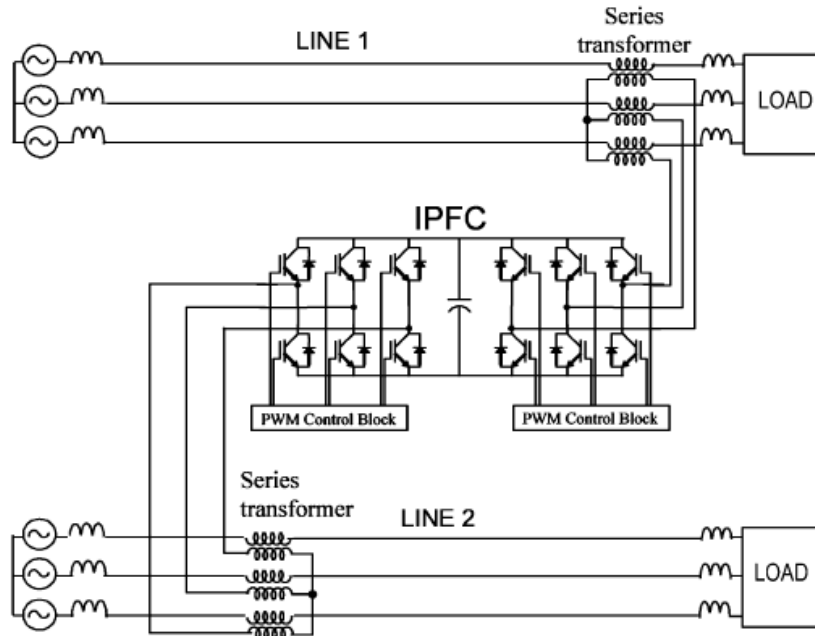 LINE 1
Series
transformer
LOAD
IPFC
PWM Control Block
PWM Control Block
Series
transformer
LINE 2
LOAD